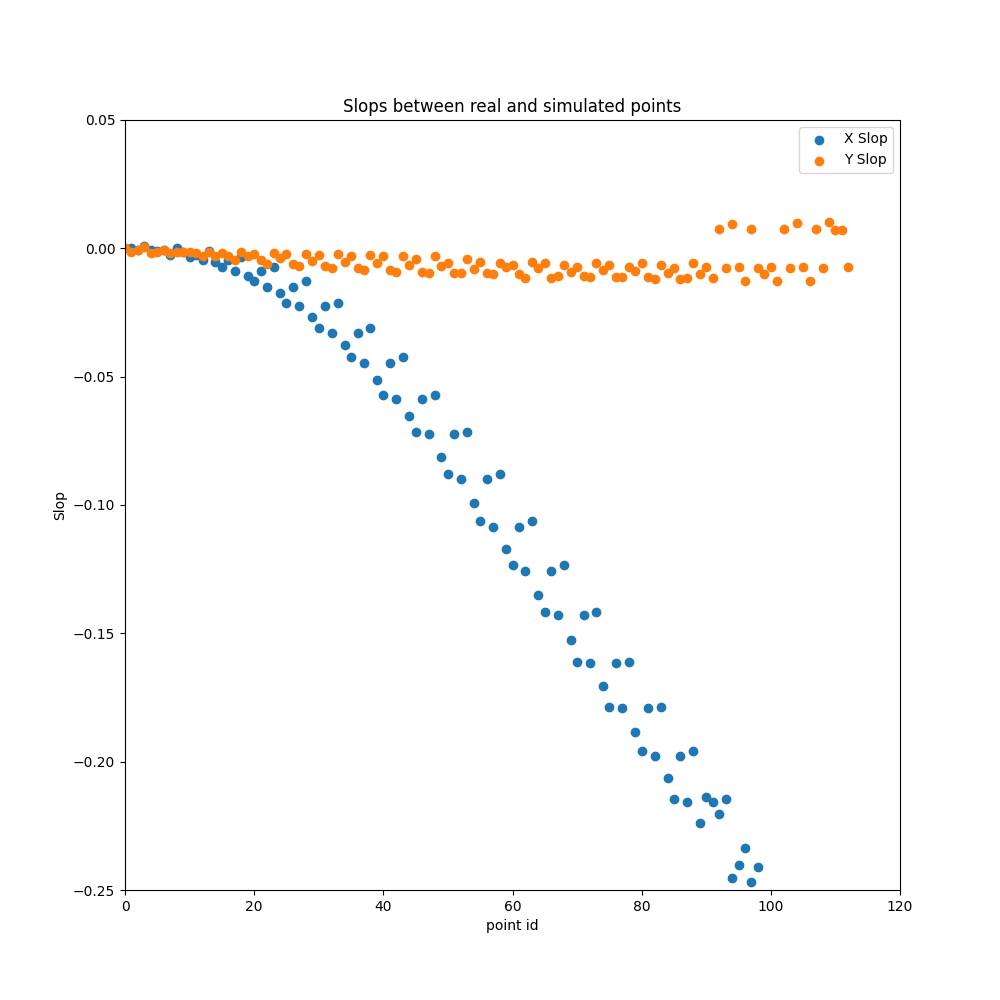 Slops between real and simulated points
X Slop
Y Slop
0.05
0.00
−0.05
−0.10
−0.15
−0.20
−0.25
Slop
0 20 40 60 80 100 120
point id